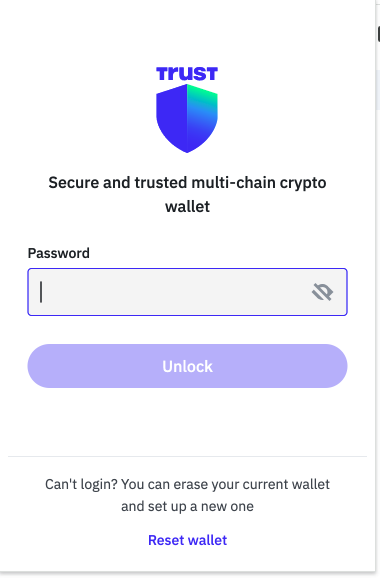 TRUST
Secure and trusted multi-chain crypto
wallet
Password
Unlock
Can't login? You can erase your current wallet
and set up a new one
Reset wallet